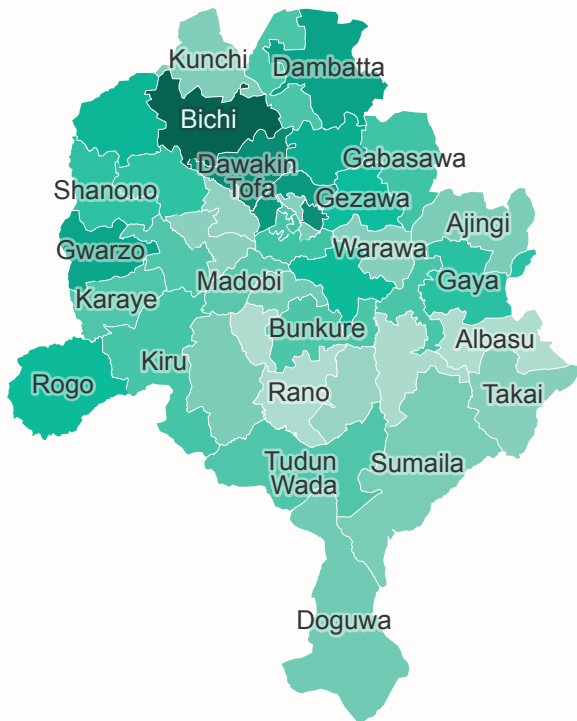 Kunchi
Dambatta
Bichi
Dawakin
Tofa
Gabasawa
Shanono
Gezawa
Ajingi
Gwarzo
Warawa
Madobi
Gaya
Karaye
Bunkure
Albasu
Kiru
Rogo
Rano
Takai
Tudun
Wada
Sumaila
Doguwa